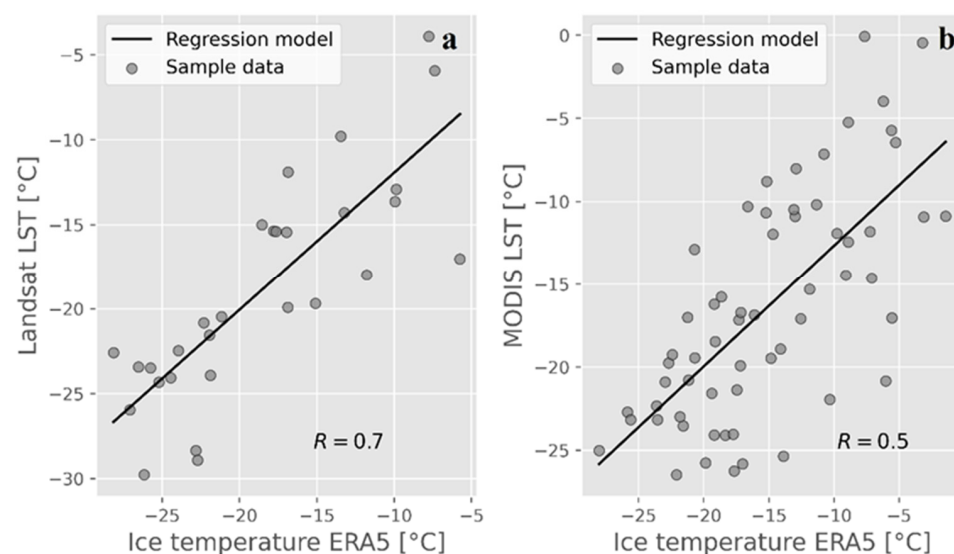 Regression model
Sample data
a
−5
−10
−15
−20
−25
−30
Landsat LST [°C]
R = 0.7
−25
−20
−15
−10
−5
Ice temperature ERA5 [°C]
Regression model
Sample data
b
0
−5
−10
−15
−20
−25
MODIS LST [°C]
R = 0.5
−25
−20
−15
−10
−5
Ice temperature ERA5 [°C]